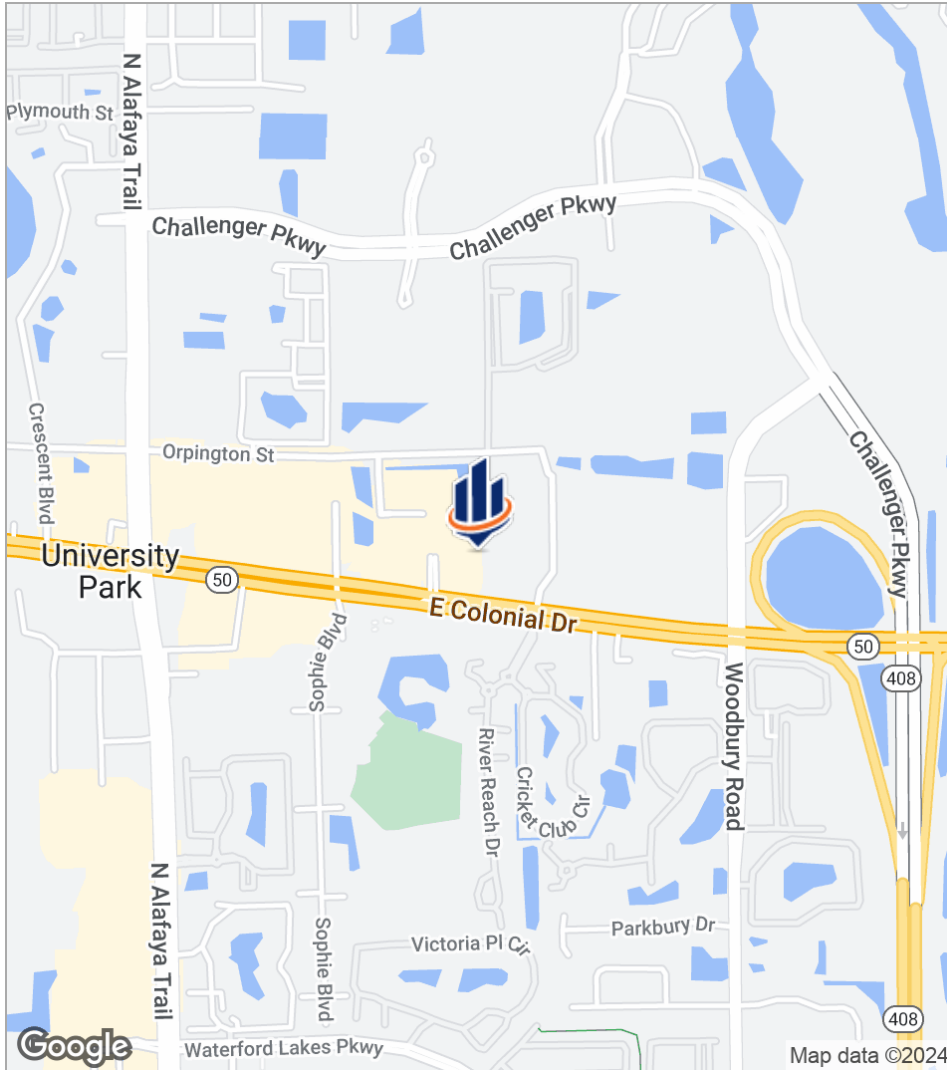 N Alafaya Trail
Plymouth St
Challenger Pkwy
Challenger Pkwy
Crescent Blvd
Orpington St
Challenger Pkwy
University
Park
50
E Colonial Dr
50
408
Sophie Blvd
River Reach Dr
Cricket Club Cir
Woodbury Road
N Alafaya Trail
Sophie Blvd
Victoria Pl Cir
Parkbury Dr
408
Google
Waterford Lakes Pkwy
Map data ©2024